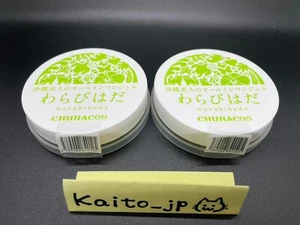 沖縄美人のオールインワンジェル
わらびはだ
warabihada
CHURACOS
沖縄美人のオールインワンジェル
わらびはだ
warabihada
CHURACOS
Kaito_jp